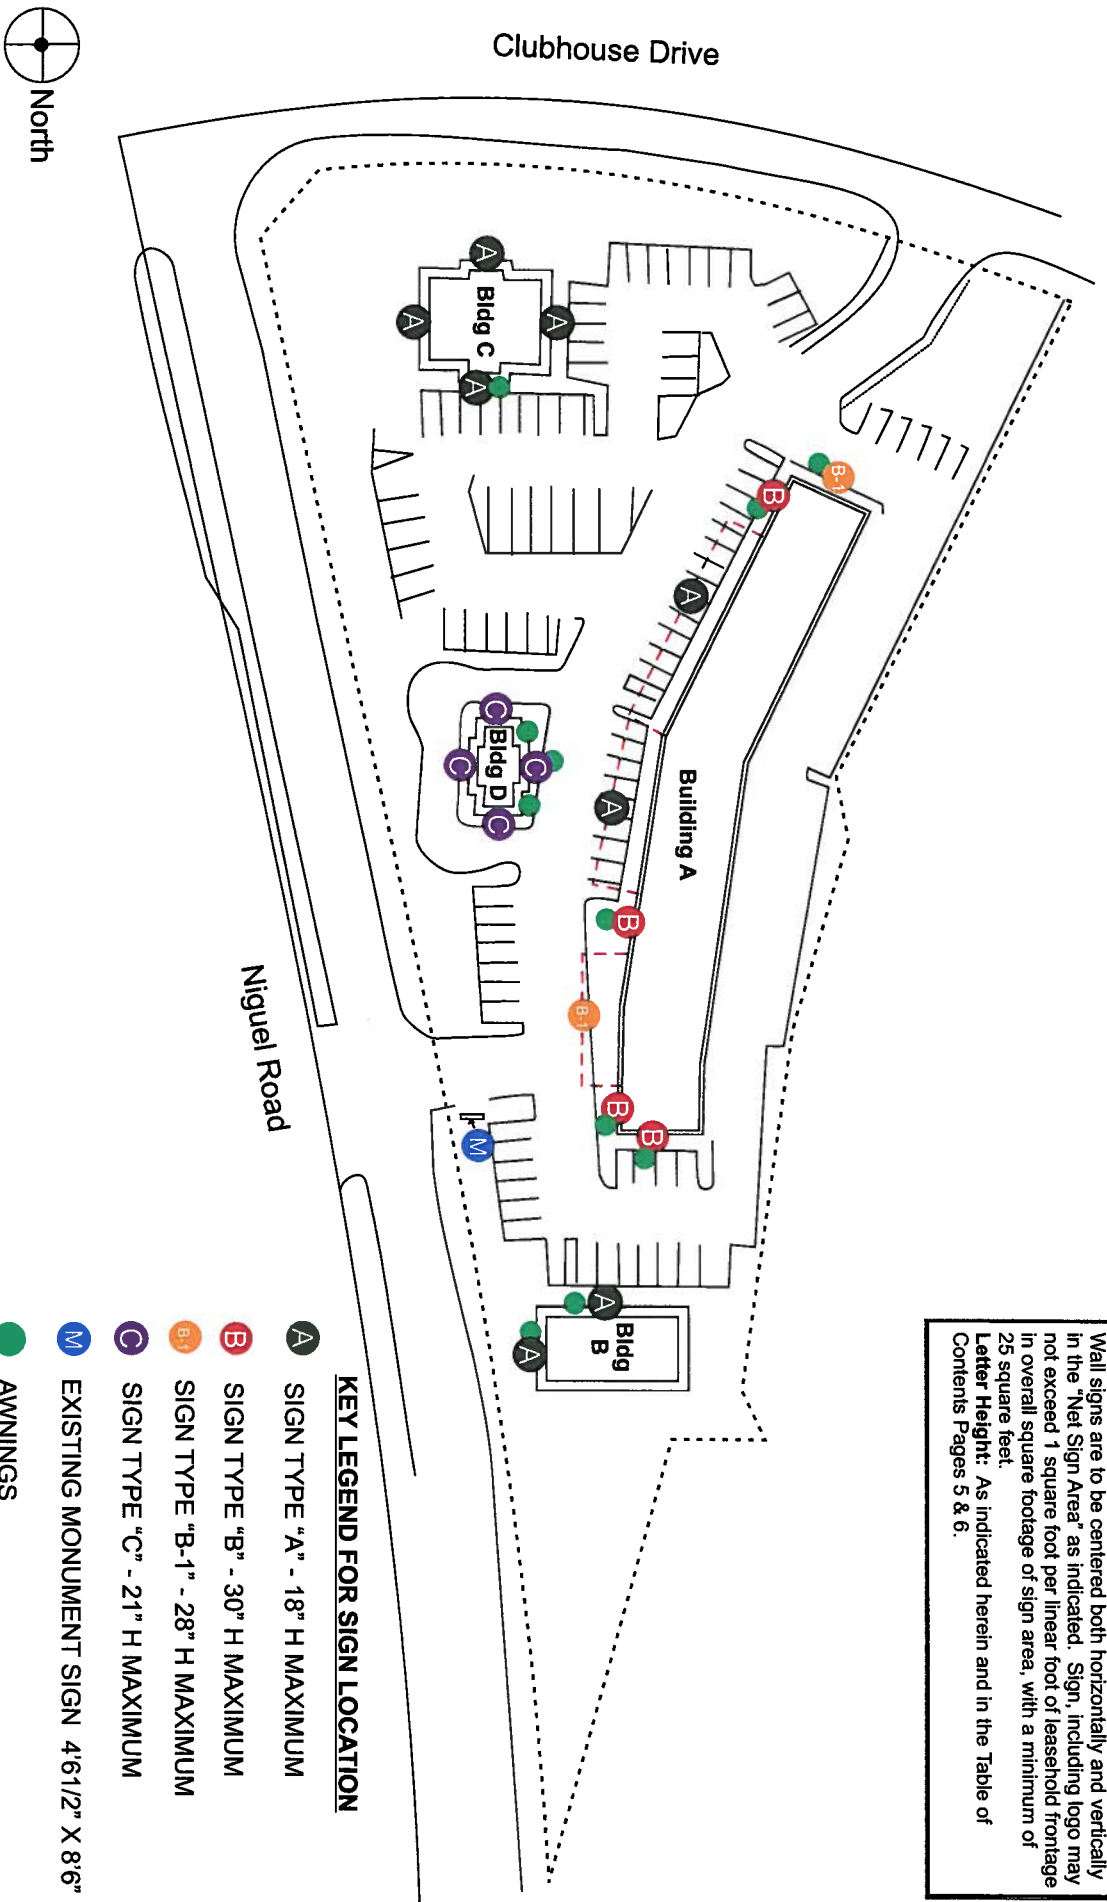 Clubhouse Drive
North
Wall signs are to be centered both horizontally and vertically
in the "Net Sign Area" as indicated. Sign, including logo may
not exceed 1 square foot per linear foot of leasehold frontage
in overall square footage of sign area, with a minimum of
25 square feet.
Letter Height: As indicated herein and in the Table of
Contents Pages 5 & 6.
A
Bldg C
A
A
A
B-1
B
A
Building A
A
B
B-1
B
B
C
Bldg D
C
C
C
Niguel Road
M
A
Bldg
B
A
KEY LEGEND FOR SIGN LOCATION
A SIGN TYPE “A” - 18” H MAXIMUM
B SIGN TYPE “B” - 30” H MAXIMUM
B-1 SIGN TYPE “B-1” - 28” H MAXIMUM
C SIGN TYPE “C” - 21” H MAXIMUM
M EXISTING MONUMENT SIGN 4'61/2” X 8'6”
AWNINGS